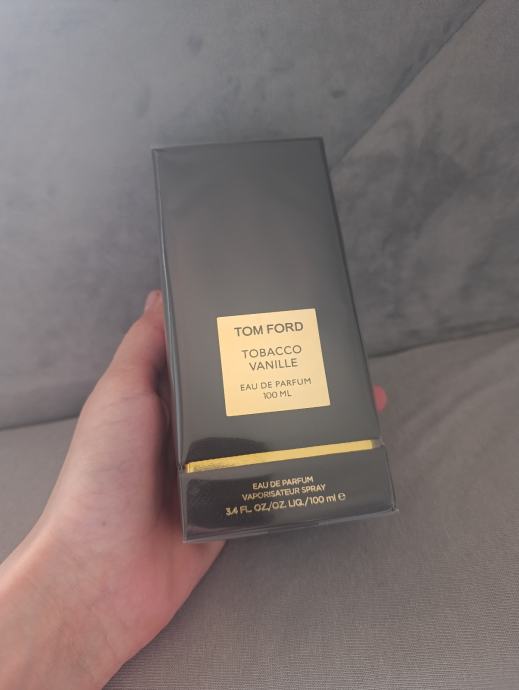 TOM FORD
TOBACCO
VANILLE
EAU DE PARFUM
100 ML
EAU DE PARFUM
VAPORISATEUR SPRAY
3.4 FL. OZ./OZ. LIQ./100 ml ℮